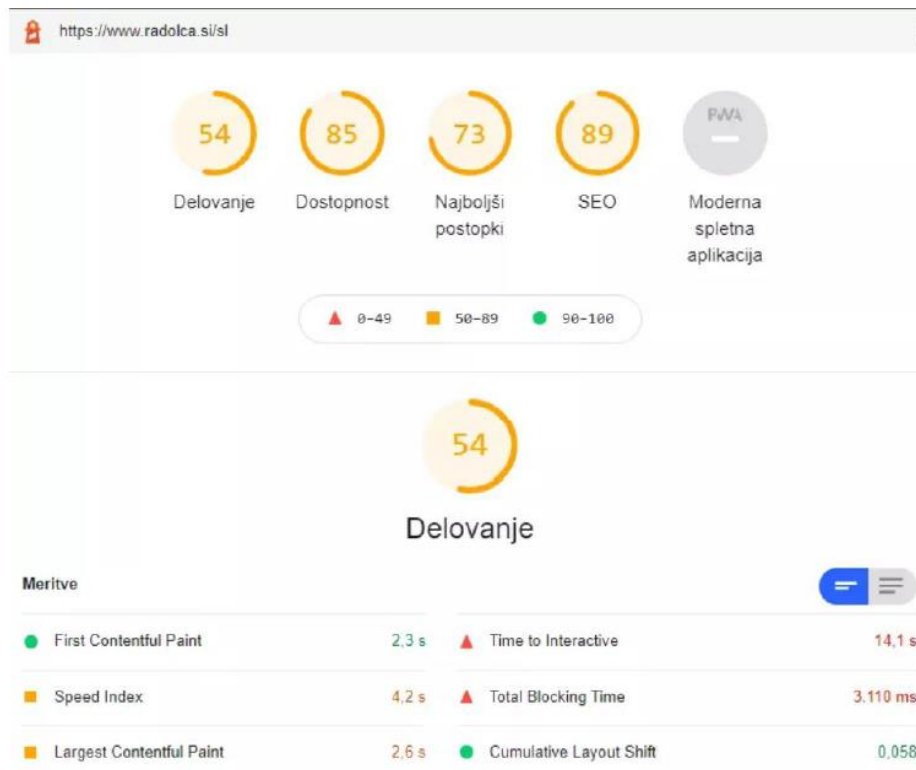 https://www.radolca.si/sl
54
85
73
89
PWA
Delovanje
Dostopnost
Najboljši
postopki
SEO
Moderna
spletna
aplikacija
0-49
50-89
90-100
54
Delovanje
Meritve
First Contentful Paint 2,3 s
Time to Interactive 14,1 s
Speed Index 4,2 s
Total Blocking Time 3.110 ms
Largest Contentful Paint 2,6 s
Cumulative Layout Shift 0,058